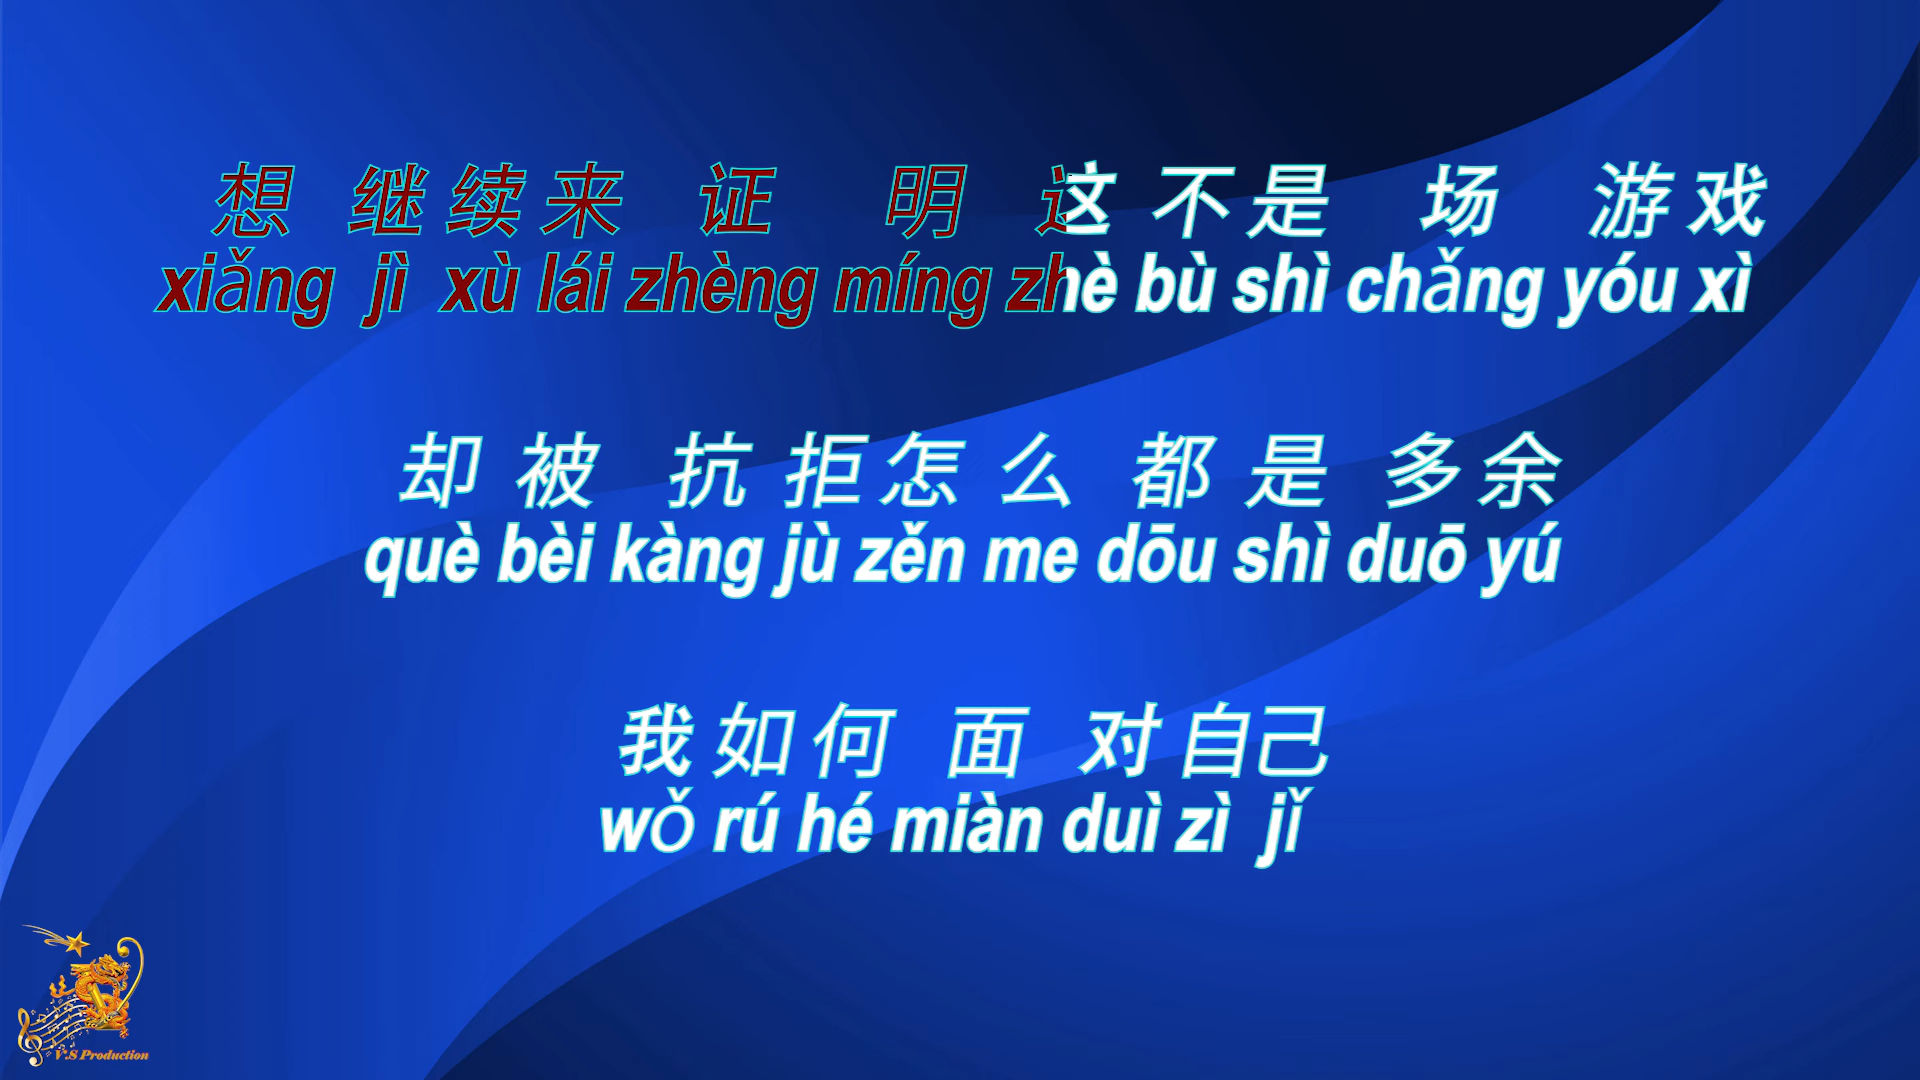 想 继 续 来 证 明 这 不 是 场 游 戏
xiǎng jì xù lái zhèng míng zhè bù shì chǎng yóu xì
却 被 抗 拒 怎 么 都 是 多 余
què bèi kàng jù zěn me dōu shì duō yú
我 如 何 面 对 自 己
wǒ rú hé miàn duì zì jǐ
V.S Production